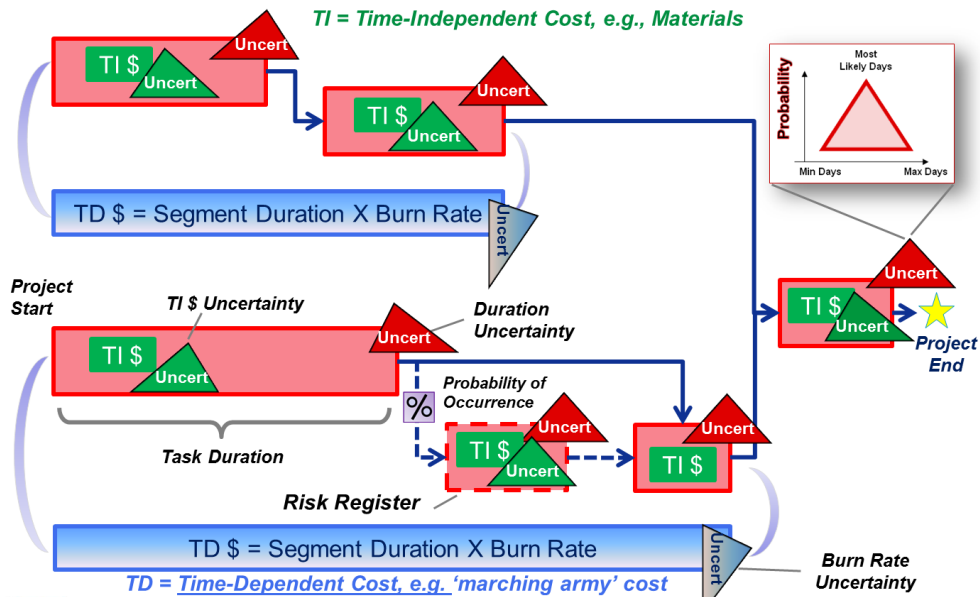 TI = Time-Independent Cost, e.g., Materials
Uncert
TI $
Uncert
Uncert
TI $
Uncert
Most
Likely Days
Probability
Min Days
Max Days
TD $ = Segment Duration X Burn Rate
Uncert
Project
Start
TI $ Uncertainty
Duration
Uncertainty
Uncert
TI $
Uncert
Uncert
TI $
Uncert
Project
End
Probability of
Occurrence
%
Task Duration
Uncert
TI $
Uncert
Uncert
TI $
Risk Register
TD $ = Segment Duration X Burn Rate
Uncert
Burn Rate
Uncertainty
TD = Time-Dependent Cost, e.g. ‘marching army’ cost